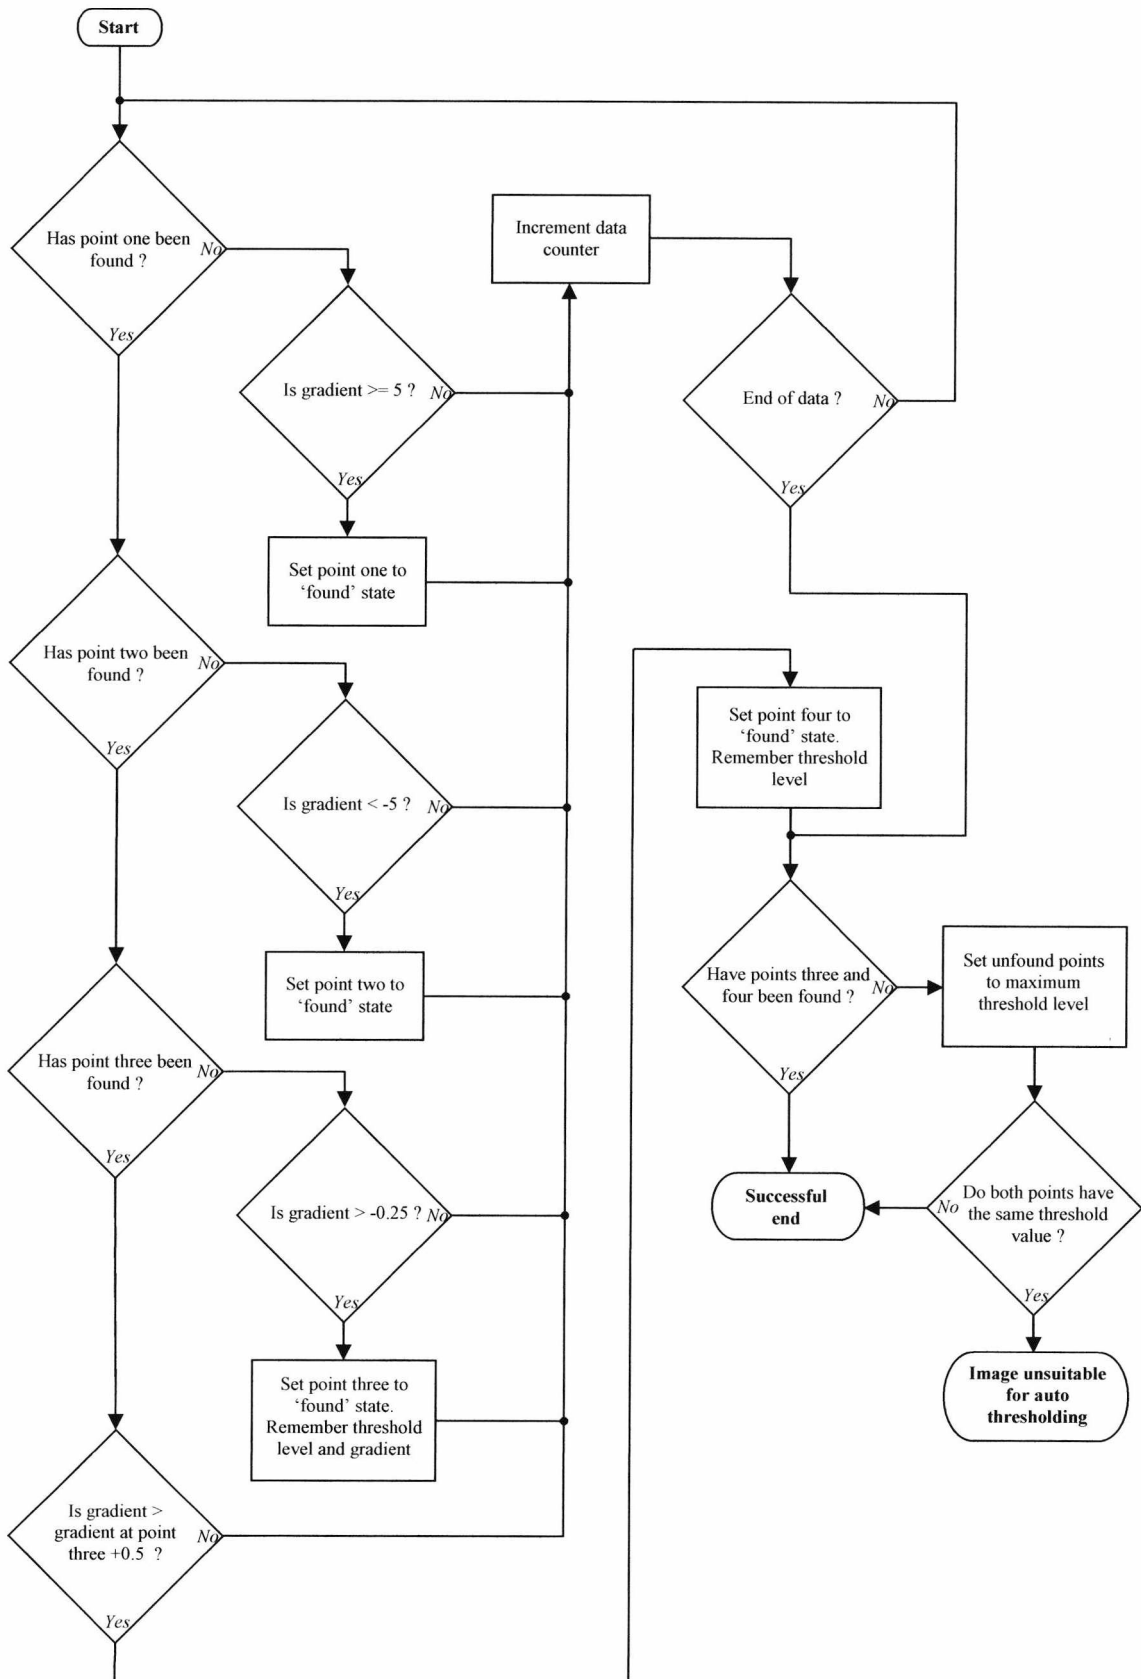 Start
Has point one been
found ?
No
Yes
Is gradient >= 5 ?
No
Yes
Set point one to
‘found’ state
Has point two been
found ?
No
Yes
Is gradient < -5 ?
No
Yes
Set point two to
‘found’ state
Has point three been
found ?
No
Yes
Is gradient > -0.25 ?
No
Yes
Set point three to
‘found’ state.
Remember threshold
level and gradient
Is gradient >
gradient at point
three +0.5 ?
No
Yes
Increment data
counter
End of data ?
No
Yes
Set point four to
‘found’ state.
Remember threshold
level
Have points three and
four been found ?
No
Yes
Set unfound points
to maximum
threshold level
Successful
end
Do both points have
the same threshold
value ?
No
Yes
Image unsuitable
for auto
thresholding